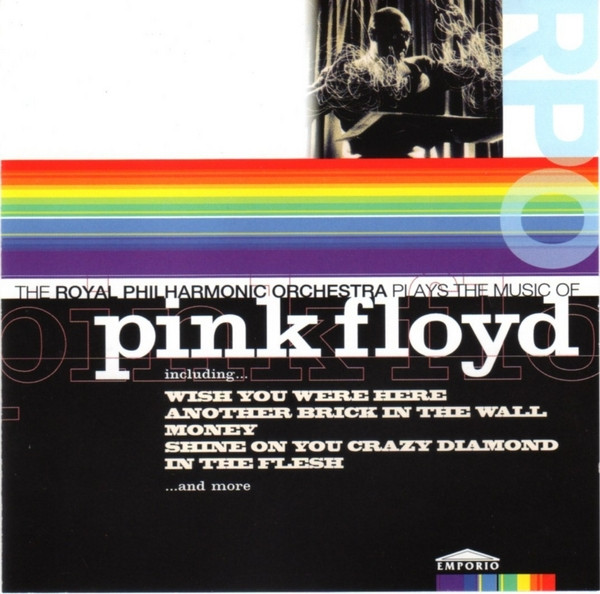 RPO
THE ROYAL PHILHARMONIC ORCHESTRA PLAYS THE MUSIC OF
pink floyd
including...
WISH YOU WERE HERE
ANOTHER BRICK IN THE WALL
MONEY
SHINE ON YOU CRAZY DIAMOND
IN THE FLESH
...and more
EMPORIO